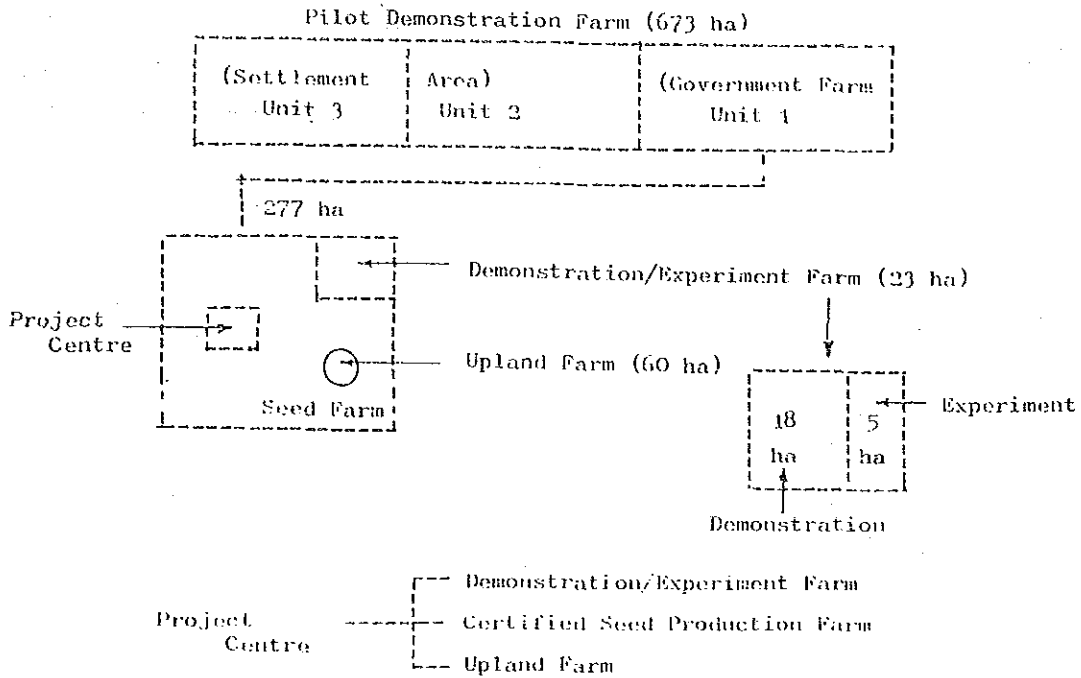 Pilot Demonstration Farm (673 ha)
(Settlement Area) (Government Farm
Unit 3 Unit 2 Unit 1
277 ha
Demonstration/Experiment Farm (23 ha)
Project
Centre
Upland Farm (60 ha)
Seed Farm
Experiment
18 5
ha ha
Demonstration
Demonstration/Experiment Farm
Project
Centre
Certified Seed Production Farm
Upland Farm